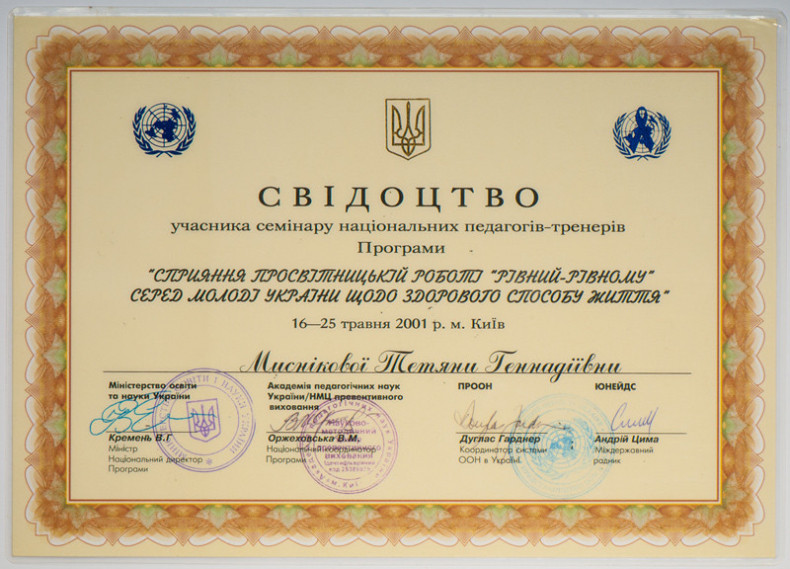 СВІДОЦТВО
учасника семінару національних педагогів-тренерів
Програми
"СПРИЯННЯ ПРОСВІТНИЦЬКІЙ РОБОТІ "РІВНИЙ-РІВНОМУ"
СЕРЕД МОЛОДІ УКРАЇНИ ЩОДО ЗДОРОВОГО СПОСОБУ ЖИТТЯ"
16—25 травня 2001 р. м. Київ
Миснікової Тетяни Геннадіївни
Міністерство освіти
та науки України
Кремень В.Г
Міністр
Національний директор
Програми
Академія педагогічних наук
України/НМЦ превентивного
виховання
Оржеховська В.М.
Національний координатор
Програми
ПРООН
Дуглас Гарднер
Координатор системи
ООН в Україні
ЮНЕЙДС
Андрій Цима
Міждержавний
радник